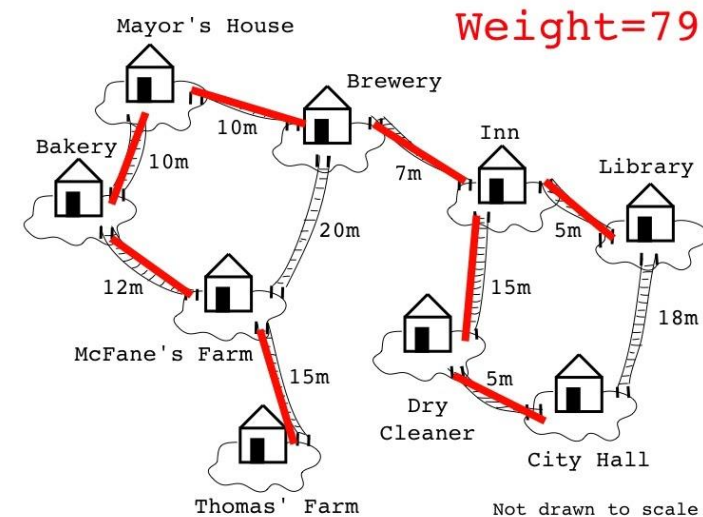 Mayor's House
Weight=79
Brewery
10m
Inn
Bakery
10m
7m
Library
5m
20m
12m
15m
18m
McFane's Farm
15m
5m
Dry
Cleaner
City Hall
Thomas' Farm
Not drawn to scale